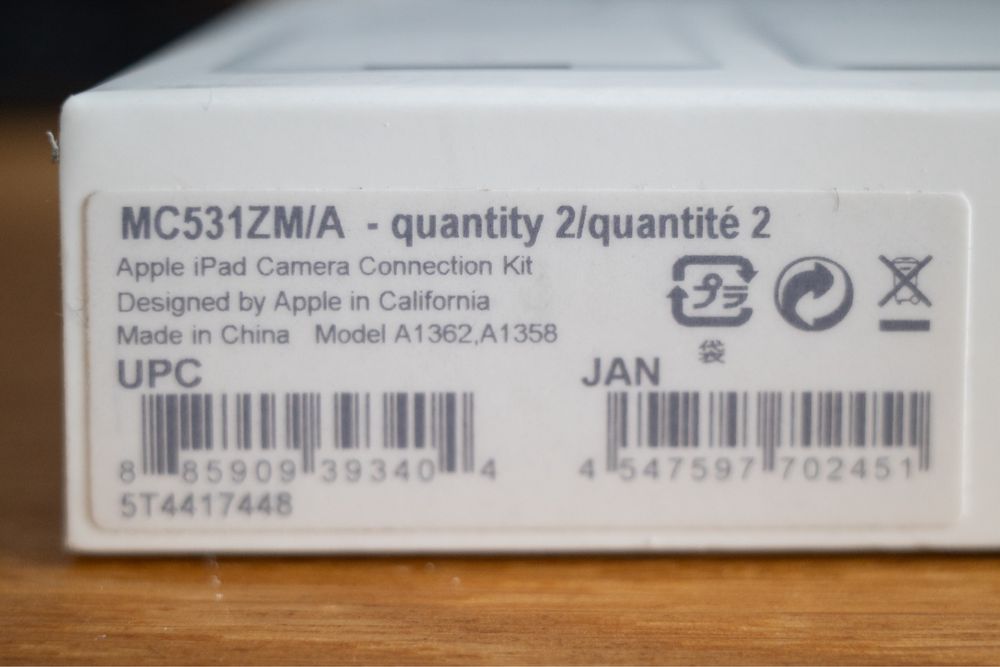 MC531ZM/A - quantity 2/quantité 2
Apple iPad Camera Connection Kit
Designed by Apple in California
Made in China Model A1362,A1358
プラ
袋
UPC
8 85909 39340 4
5T4417448
JAN
4 547597 702451